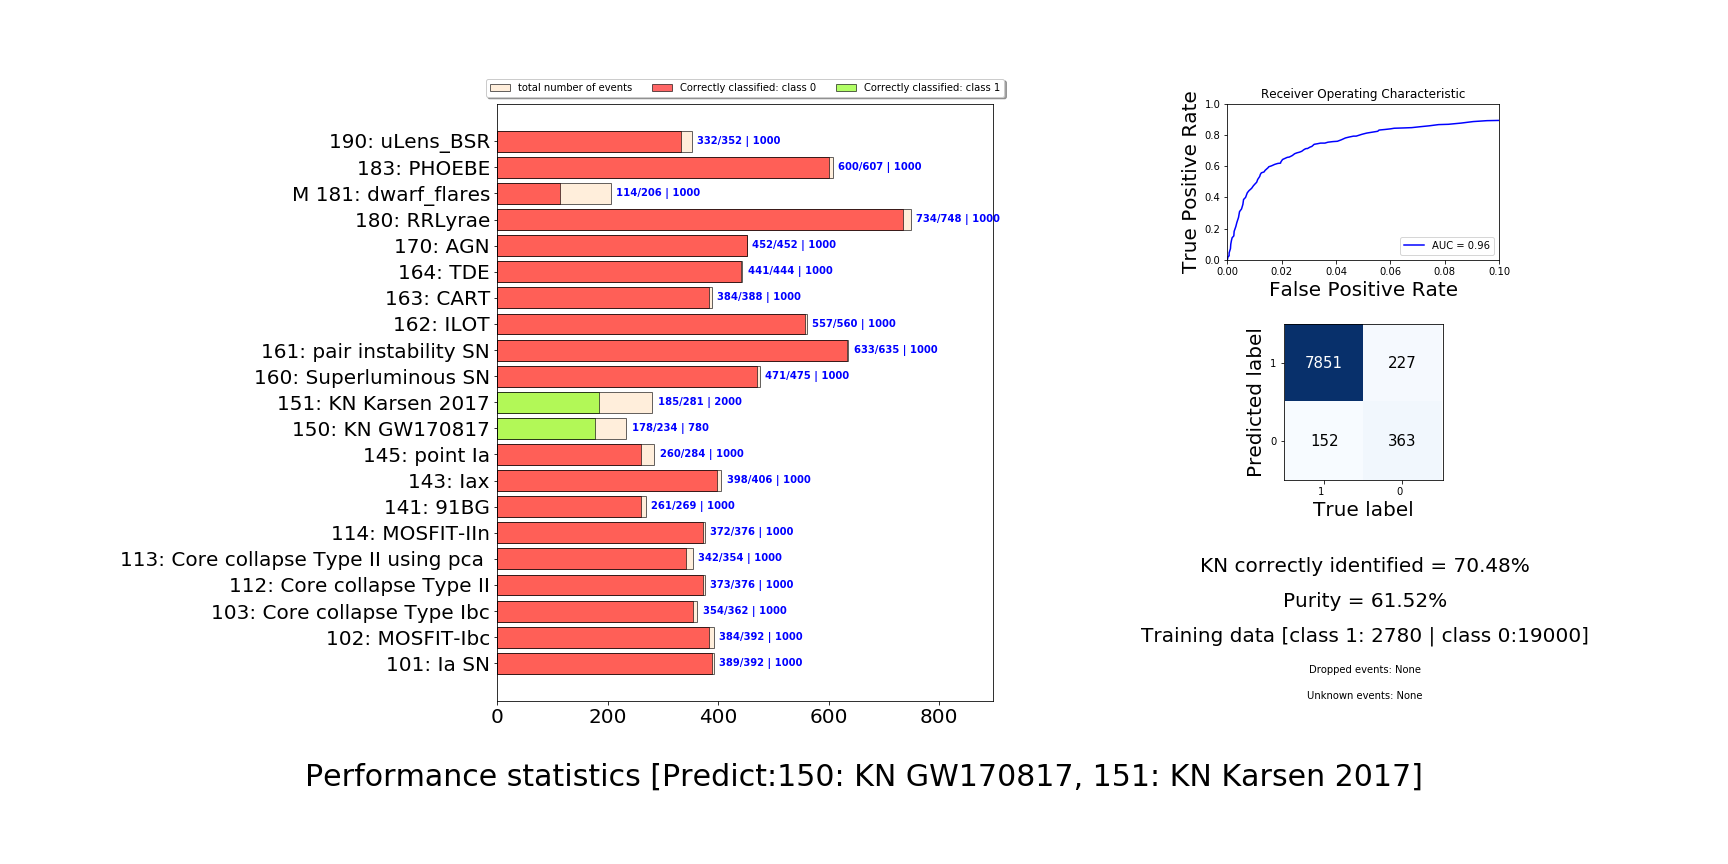 total number of events Correctly classified: class 0 Correctly classified: class 1
190: uLens_BSR 332/352 | 1000
183: PHOEBE 600/607 | 1000
M 181: dwarf_flares 114/206 | 1000
180: RRLyrae 734/748 | 1000
170: AGN 452/452 | 1000
164: TDE 441/444 | 1000
163: CART 384/388 | 1000
162: ILOT 557/560 | 1000
161: pair instability SN 633/635 | 1000
160: Superluminous SN 471/475 | 1000
151: KN Karsen 2017 185/281 | 2000
150: KN GW170817 178/234 | 780
145: point Ia 260/284 | 1000
143: Iax 398/406 | 1000
141: 91BG 261/269 | 1000
114: MOSFIT-IIn 372/376 | 1000
113: Core collapse Type II using pca 342/354 | 1000
112: Core collapse Type II 373/376 | 1000
103: Core collapse Type Ibc 354/362 | 1000
102: MOSFIT-Ibc 384/392 | 1000
101: Ia SN 389/392 | 1000
0 200 400 600 800
Receiver Operating Characteristic
True Positive Rate
1.0
0.8
0.6
0.4
0.2
0.0
AUC = 0.96
0.00 0.02 0.04 0.06 0.08 0.10
False Positive Rate
Predicted label
1 7851 227
0 152 363
1 0
True label
KN correctly identified = 70.48%
Purity = 61.52%
Training data [class 1: 2780 | class 0:19000]
Dropped events: None
Unknown events: None
Performance statistics [Predict:150: KN GW170817, 151: KN Karsen 2017]